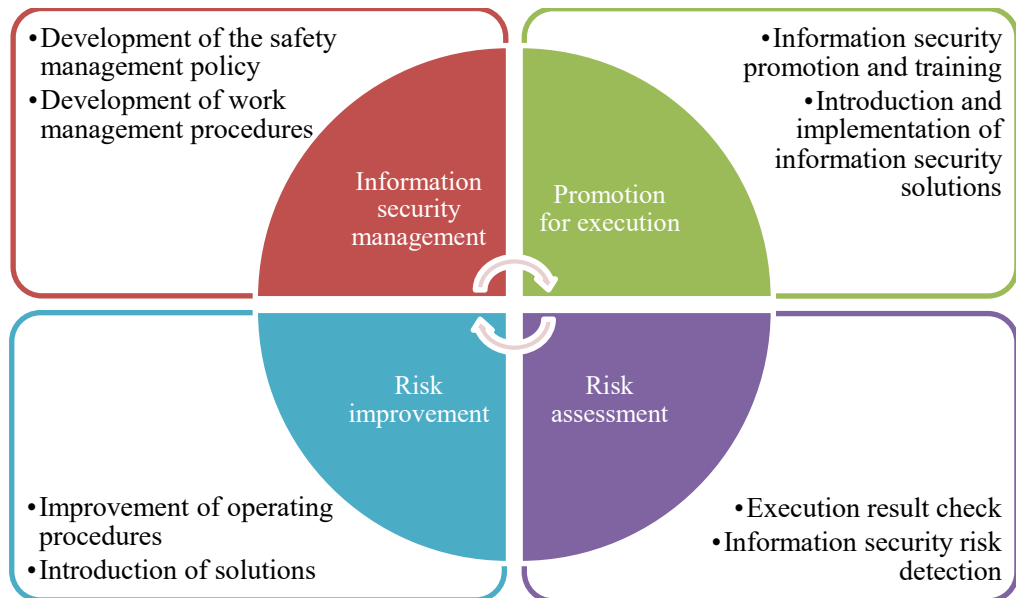 •Development of the safety
management policy
•Development of work
management procedures
Information
security
management
•Information security
promotion and training
•Introduction and
implementation of
information security
solutions
Promotion
for execution
Risk
improvement
•Improvement of operating
procedures
•Introduction of solutions
Risk
assessment
•Execution result check
•Information security risk
detection